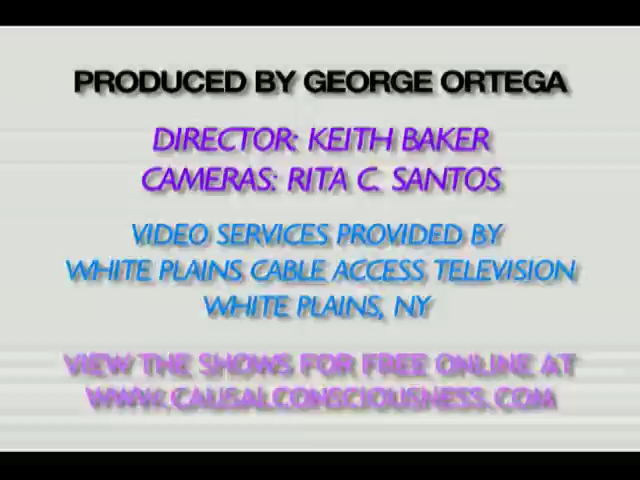 PRODUCED BY GEORGE ORTEGA
DIRECTOR: KEITH BAKER
CAMERAS: RITA C. SANTOS
VIDEO SERVICES PROVIDED BY
WHITE PLAINS CABLE ACCESS TELEVISION
WHITE PLAINS, NY
VIEW THE SHOWS FOR FREE ONLINE AT
WWW.CAUSALCONSCIOUSNESS.COM